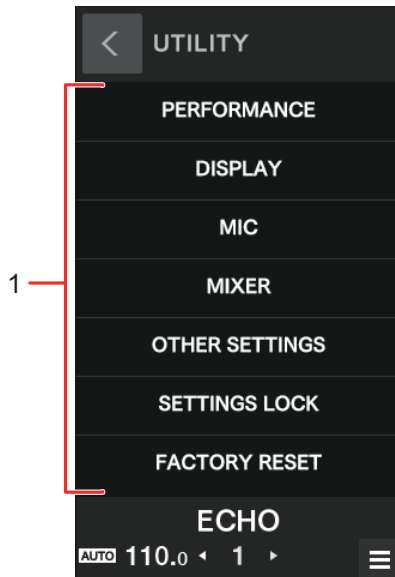 UTILITY
PERFORMANCE
DISPLAY
MIC
1
MIXER
OTHER SETTINGS
SETTINGS LOCK
FACTORY RESET
ECHO
AUTO 110.0 1